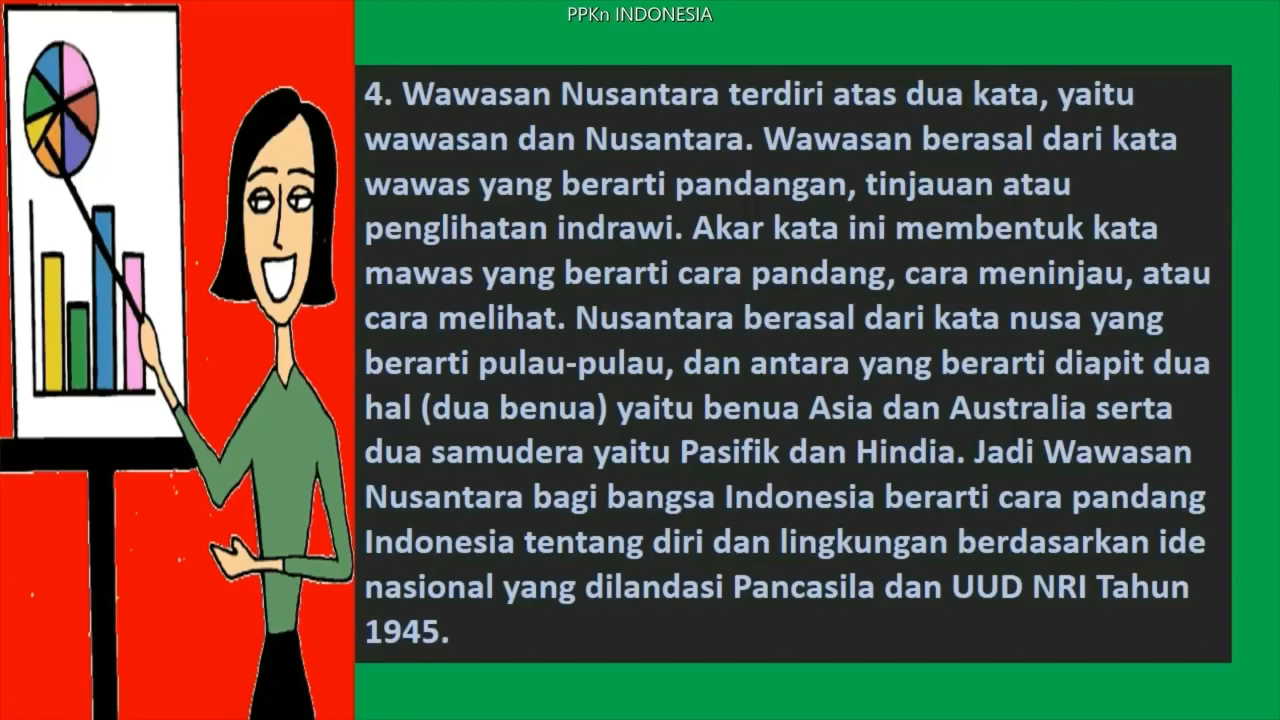 PPKn INDONESIA
4. Wawasan Nusantara terdiri atas dua kata, yaitu
wawasan dan Nusantara. Wawasan berasal dari kata
wawas yang berarti pandangan, tinjauan atau
penglihatan indrawi. Akar kata ini membentuk kata
mawas yang berarti cara pandang, cara meninjau, atau
cara melihat. Nusantara berasal dari kata nusa yang
berarti pulau-pulau, dan antara yang berarti diapit dua
hal (dua benua) yaitu benua Asia dan Australia serta
dua samudera yaitu Pasifik dan Hindia. Jadi Wawasan
Nusantara bagi bangsa Indonesia berarti cara pandang
Indonesia tentang diri dan lingkungan berdasarkan ide
nasional yang dilandasi Pancasila dan UUD NRI Tahun
1945.